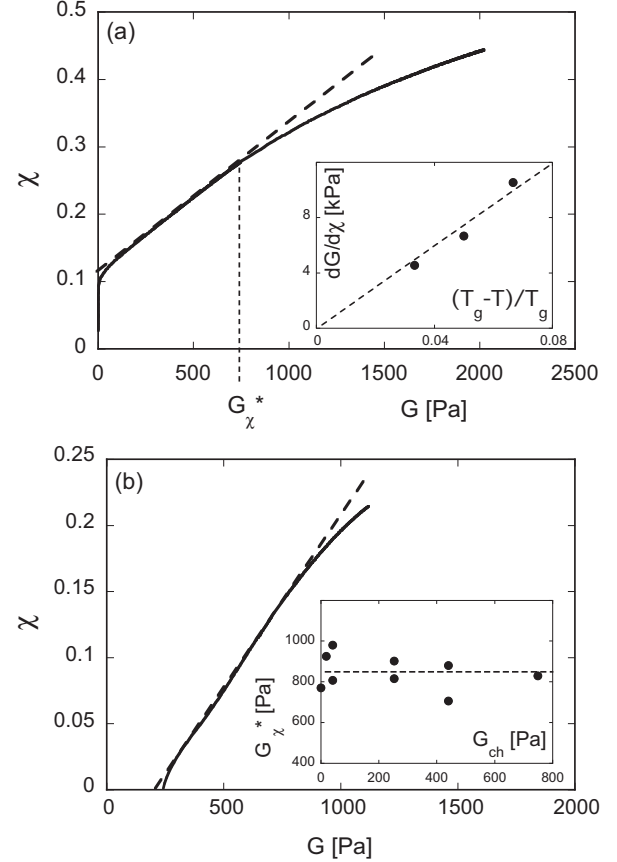 (a)
0.5
0.4
0.3
0.2
0.1
0
χ
0 500 1000 1500 2000 2500
G_χ* G [Pa]
dG/dχ [kPa]
8
4
0
0 0.04 0.08
(T_g-T)/T_g
(b)
0.25
0.2
0.15
0.1
0.05
0
χ
0 500 1000 1500 2000
G [Pa]
G_χ* [Pa]
1000
800
600
400
0 200 400 600 800
G_ch [Pa]